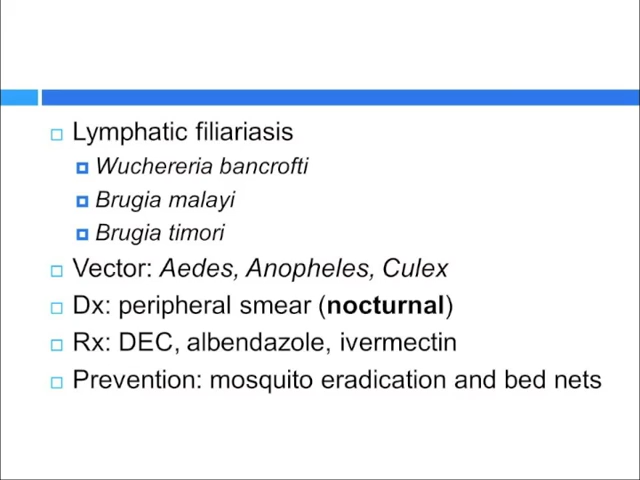 Lymphatic filiariasis
Wuchereria bancrofti
Brugia malayi
Brugia timori
Vector: Aedes, Anopheles, Culex
Dx: peripheral smear (nocturnal)
Rx: DEC, albendazole, ivermectin
Prevention: mosquito eradication and bed nets